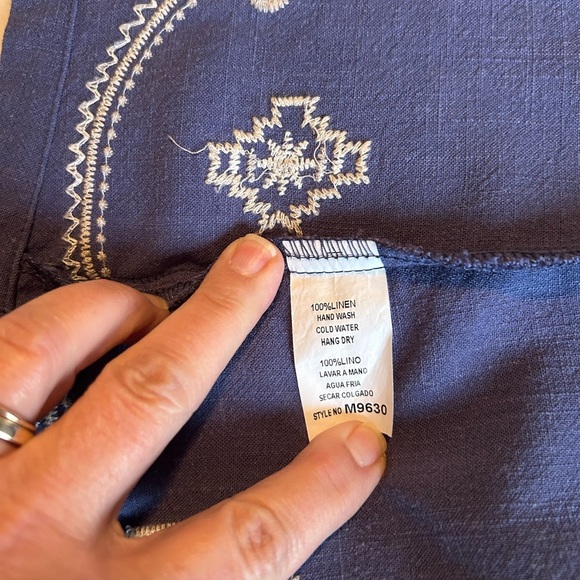 100%LINEN
HAND WASH
COLD WATER
HANG DRY
100%LINO
LAVAR A MANO
AGUA FRIA
SECAR COLGADO
STYLE NO M9630